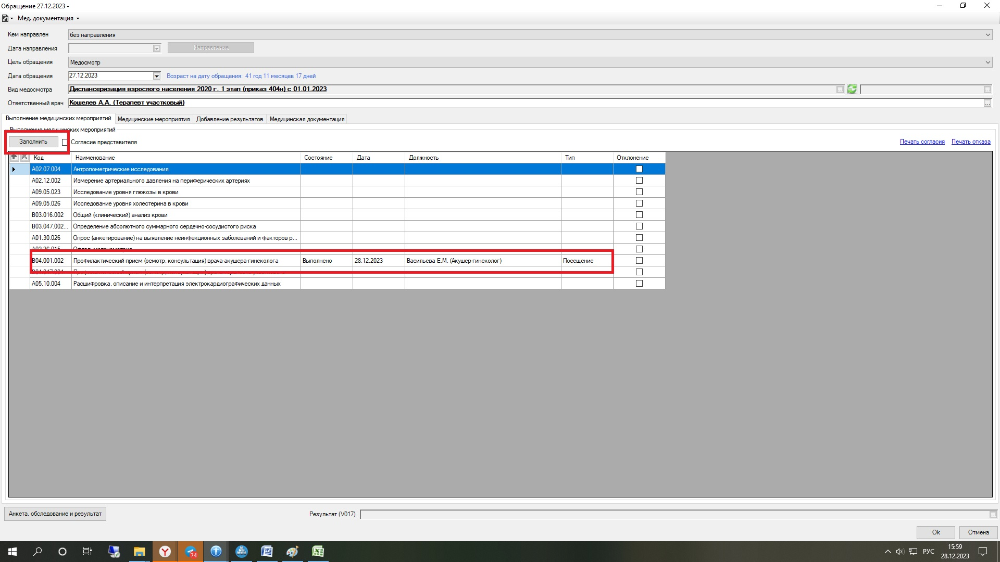 Обращение 27.12.2023 -
Мед. документация
Кем направлен без направления
Дата направления Направление
Цель обращения Медосмотр
Дата обращения 27.12.2023 Возраст на дату обращения: 41 год 11 месяцев 17 дней
Вид медосмотра Диспансеризация взрослого населения 2020 г. 1 этап (приказ 404н) с 01.01.2023
Ответственный врач Кошелев А.А. (Терапевт участковый) ...
Выполнение медицинских мероприятий Медицинские мероприятия Добавление результатов Медицинская документация
Выполнение медицинских мероприятий
Заполнить Согласие представителя Печать согласия Печать отказа
Код Наименование Состояние Дата Должность Тип Отклонение
A02.07.004 Антропометрические исследования
A02.12.002 Измерение артериального давления на периферических артериях
A09.05.023 Исследование уровня глюкозы в крови
A09.05.026 Исследование уровня холестерина в крови
B03.016.002 Общий (клинический) анализ крови
B03.047.002... Определение абсолютного суммарного сердечно-сосудистого риска
A01.30.026 Опрос (анкетирование) на выявление неинфекционных заболеваний и факторов р...
A02.26.015 Офтальмотонометрия
B04.001.002 Профилактический прием (осмотр, консультация) врача-акушера-гинеколога Выполнено 28.12.2023 Васильева Е.М. (Акушер-гинеколог) Посещение
B04.047.004 Профилактический прием (осмотр, консультация) врача-терапевта участкового
A05.10.004 Расшифровка, описание и интерпретация электрокардиографических данных
Анкета, обследование и результат Результат (V017)
Ok Отмена
74 РУС 15:59
28.12.2023